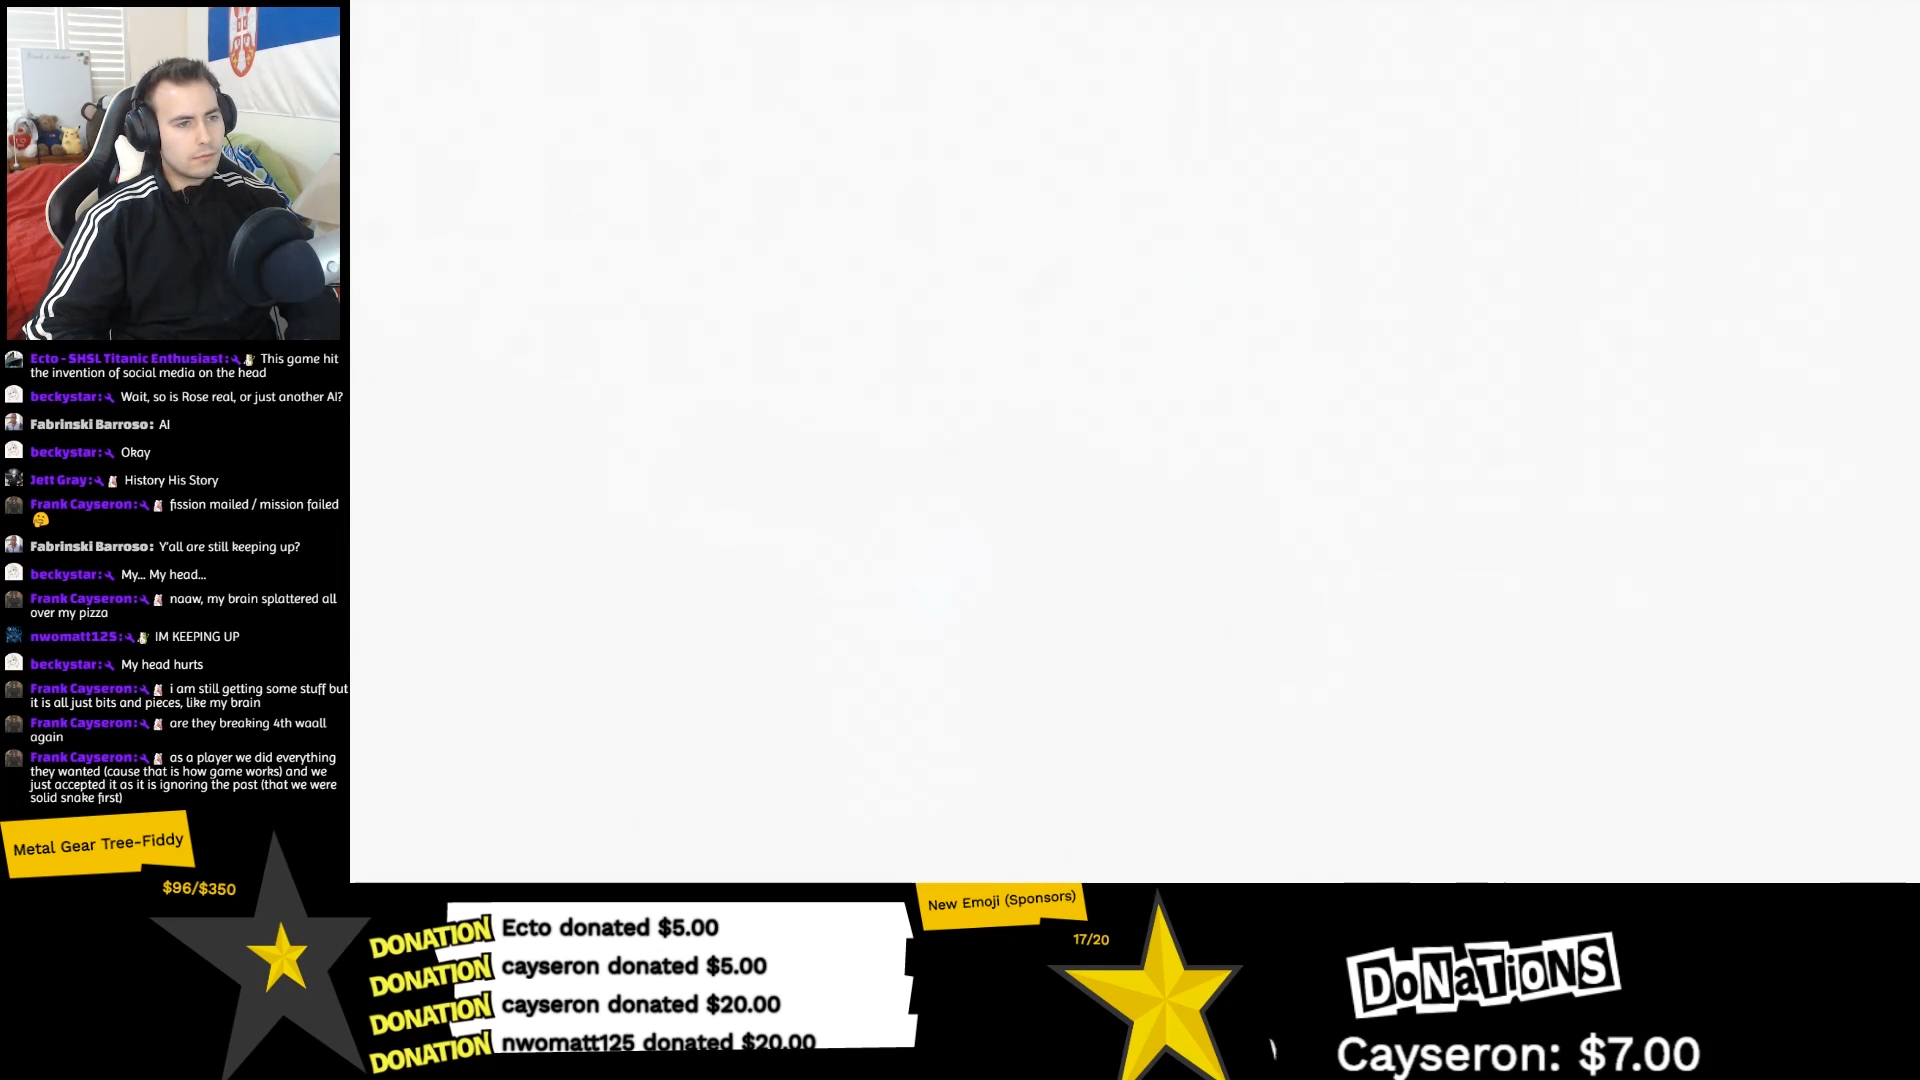 Ecto - SHSL Titanic Enthusiast: This game hit
the invention of social media on the head
beckystar: Wait, so is Rose real, or just another AI?
Fabrinski Barroso: AI
beckystar: Okay
Jett Gray: History His Story
Frank Cayseron: fission mailed / mission failed
Fabrinski Barroso: Y'all are still keeping up?
beckystar: My... My head...
Frank Cayseron: naaw, my brain splattered all
over my pizza
nwomatt125: IM KEEPING UP
beckystar: My head hurts
Frank Cayseron: i am still getting some stuff but
it is all just bits and pieces, like my brain
Frank Cayseron: are they breaking 4th waall
again
Frank Cayseron: as a player we did everything
they wanted (cause that is how game works) and we
just accepted it as it is ignoring the past (that we were
solid snake first)
Metal Gear Tree-Fiddy
$96/$350
DONATION Ecto donated $5.00
DONATION cayseron donated $5.00
DONATION cayseron donated $20.00
DONATION nwomatt125 donated $20.00
New Emoji (Sponsors)
17/20
DoNaTioNS
Cayseron: $7.00